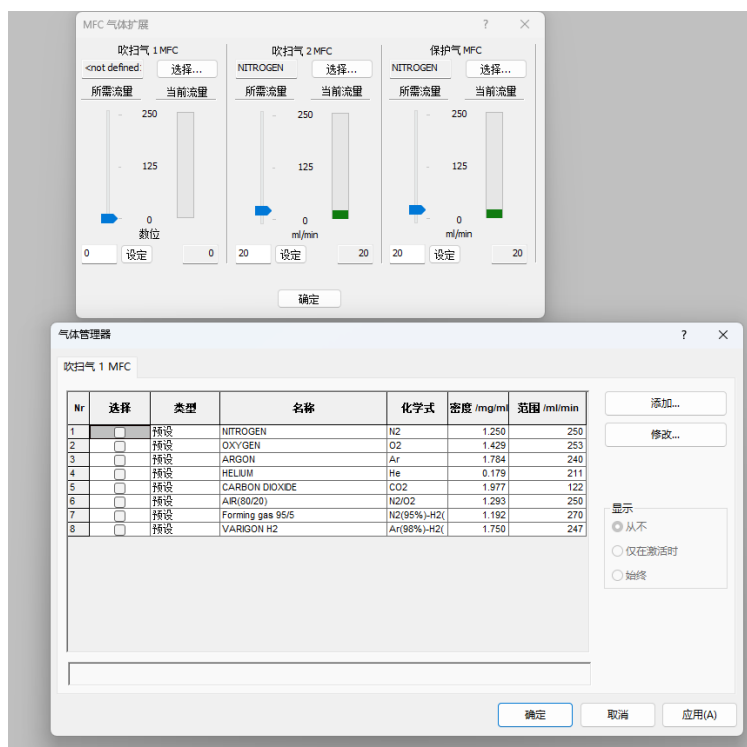 MFC 气体扩展 ?
吹扫气 1 MFC 吹扫气 2 MFC 保护气 MFC
<not defined: 选择... NITROGEN 选择... NITROGEN 选择...
所需流量 当前流量 所需流量 当前流量 所需流量 当前流量
250 250 250
125 125 125
0 0 0
数位 ml/min ml/min
0 设定 0 20 设定 20 20 设定 20
确定
气体管理器 ?
吹扫气 1 MFC
Nr 选择 类型 名称 化学式 密度 /mg/ml 范围 /ml/min 添加...
1 预设 NITROGEN N2 1.250 250
修改...
2 预设 OXYGEN O2 1.429 253
3 预设 ARGON Ar 1.784 240
4 预设 HELIUM He 0.179 211
5 预设 CARBON DIOXIDE CO2 1.977 122
6 预设 AIR(80/20) N2/O2 1.293 250
7 预设 Forming gas 95/5 N2(95%)-H2( 1.192 270
8 预设 VARIGON H2 Ar(98%)-H2( 1.750 247
显示
从不
仅在激活时
始终
确定 取消 应用(A)